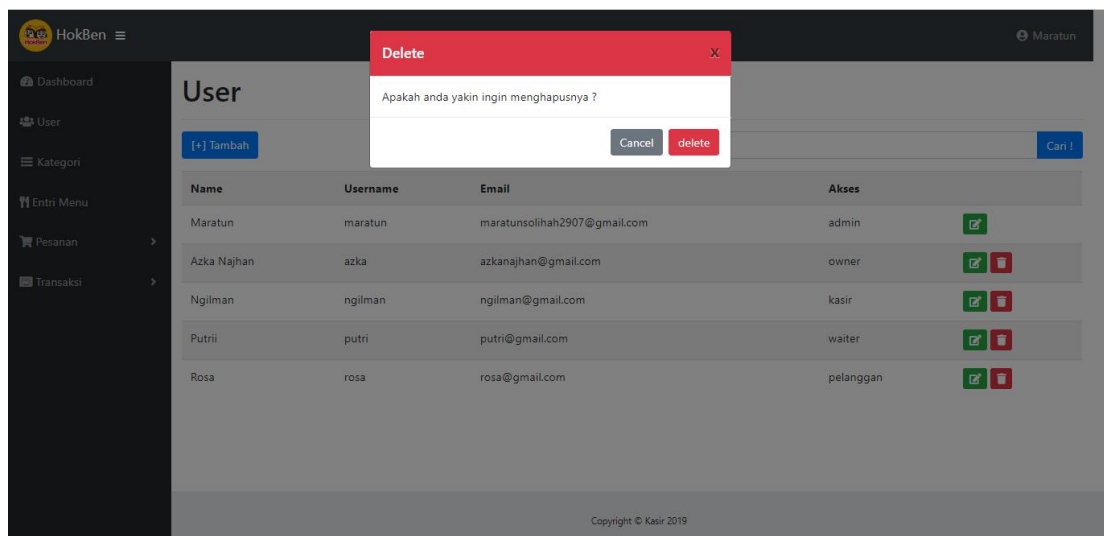 HokBen
Maratun
Delete
X
Apakah anda yakin ingin menghapusnya ?
Cancel
delete
Dashboard
User
Kategori
Entri Menu
Pesanan
Transaksi
User
[+] Tambah
Cari !
Name Username Email Akses
Maratun maratun maratunsolihah2907@gmail.com admin
Azka Najhan azka azkanajhan@gmail.com owner
Ngilman ngilman ngilman@gmail.com kasir
Putrii putri putri@gmail.com waiter
Rosa rosa rosa@gmail.com pelanggan
Copyright © Kasir 2019